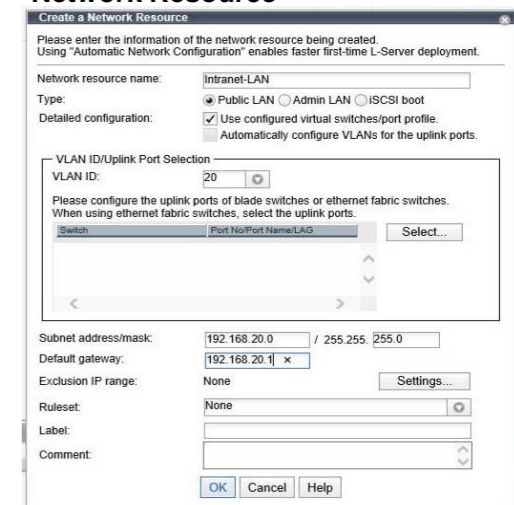 Network Resource
Create a Network Resource
Please enter the information of the network resource being created.
Using "Automatic Network Configuration" enables faster first-time L-Server deployment.
Network resource name: Intranet-LAN
Type: Public LAN Admin LAN iSCSI boot
Detailed configuration: Use configured virtual switches/port profile.
Automatically configure VLANs for the uplink ports.
VLAN ID/Uplink Port Selection
VLAN ID: 20
Please configure the uplink ports of blade switches or ethernet fabric switches.
When using ethernet fabric switches, select the uplink ports.
Switch Port No/Port Name/LAG Select...
Subnet address/mask: 192.168.20.0 / 255.255. 255.0
Default gateway: 192.168.20.1 ×
Exclusion IP range: None Settings...
Ruleset: None
Label:
Comment:
OK Cancel Help